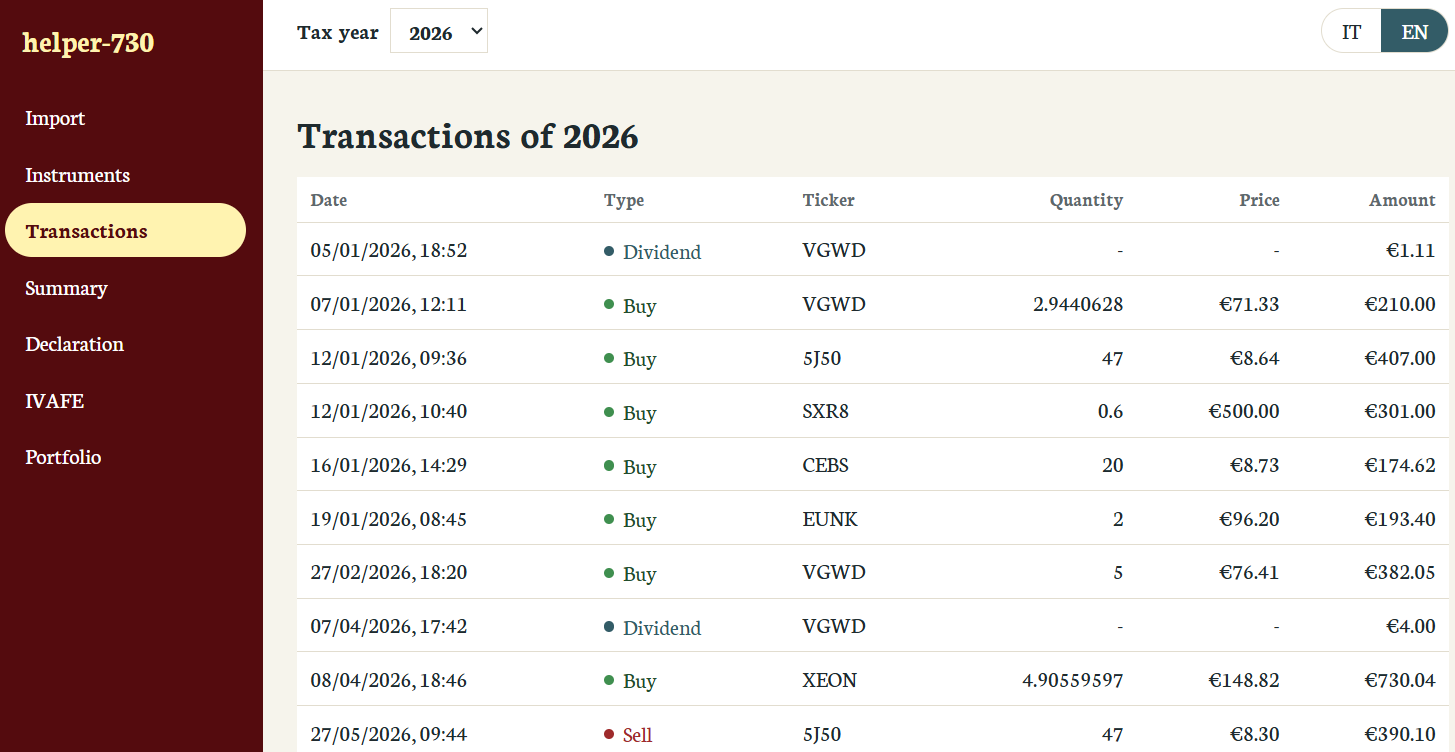 helper-730
Tax year 2026 IT EN
Import
Instruments
Transactions
Summary
Declaration
IVAFE
Portfolio
Transactions of 2026
Date Type Ticker Quantity Price Amount
05/01/2026, 18:52 Dividend VGWD - - €1.11
07/01/2026, 12:11 Buy VGWD 2.9440628 €71.33 €210.00
12/01/2026, 09:36 Buy 5J50 47 €8.64 €407.00
12/01/2026, 10:40 Buy SXR8 0.6 €500.00 €301.00
16/01/2026, 14:29 Buy CEBS 20 €8.73 €174.62
19/01/2026, 08:45 Buy EUNK 2 €96.20 €193.40
27/02/2026, 18:20 Buy VGWD 5 €76.41 €382.05
07/04/2026, 17:42 Dividend VGWD - - €4.00
08/04/2026, 18:46 Buy XEON 4.90559597 €148.82 €730.04
27/05/2026, 09:44 Sell 5J50 47 €8.30 €390.10